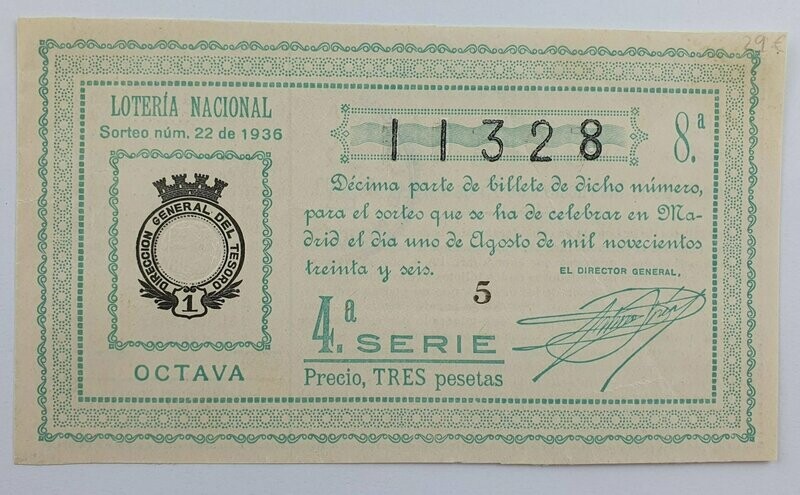 29 €
LOTERÍA NACIONAL
Sorteo núm. 22 de 1936
11328
8.ª
Décima parte de billete de dicho número,
para el sorteo que se ha de celebrar en Ma-
drid el día uno de Agosto de mil novecientos
treinta y seis.
EL DIRECTOR GENERAL,
5
4.ª SERIE
Precio, TRES pesetas
DIRECCION GENERAL DEL TESORO
1
OCTAVA